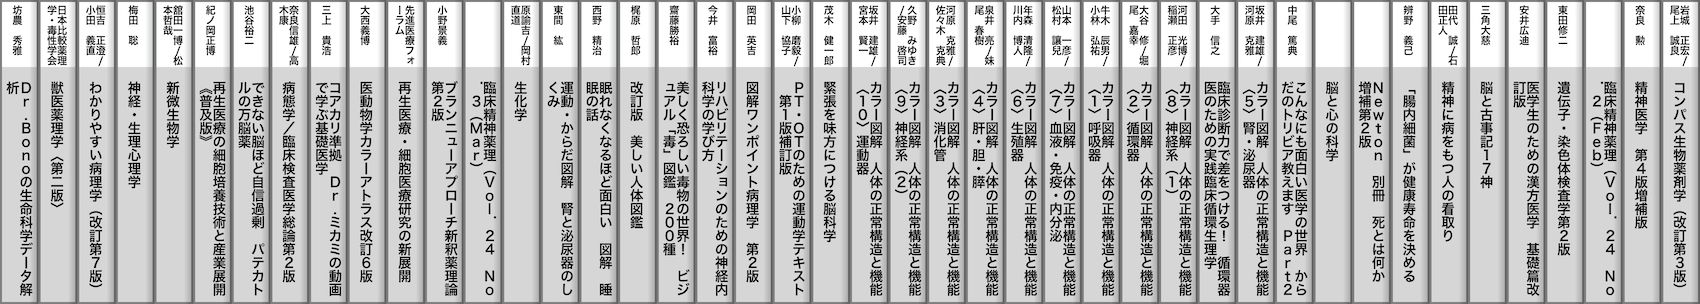 岩城 正宏/
尾上 誠良
コンパス生物薬剤学（改訂第３版）
奈良 勲
精神医学 第４版増補版
．臨床精神薬理（Ｖｏｌ．２４ Ｎｏ
２（Ｆｅｂ）
東田修二
遺伝子・染色体検査学第２版
安井広迪
医学生のための漢方医学 基礎篇改
訂版
三角大慈
脳と古事記１７神
田代 誠/石
田正人
精神に病をもつ人の看取り
辨野 義己
「腸内細菌」が健康寿命を決める
Ｎｅｗｔｏｎ 別冊 死とは何か
増補第２版
脳と心の科学
中尾 篤典
こんなにも面白い医学の世界 から
だのトリビア教えます Ｐａｒｔ２
坂井 建雄/
河原 克雅
カラー図解 人体の正常構造と機能
（５）腎・泌尿器
大手 信之
臨床診断力で差をつける！ 循環器
医のための実践臨床循環生理学
河田 光博/
稲瀬 正彦
カラー図解 人体の正常構造と機能
（８）神経系（１）
大谷 修/堀
尾 嘉幸
カラー図解 人体の正常構造と機能
（２）循環器
牛木 辰男/
小林 弘祐
カラー図解 人体の正常構造と機能
（１）呼吸器
山本 一彦/
松村 讓兒
カラー図解 人体の正常構造と機能
（７）血液・免疫・内分泌
年森 清隆/
川内 博人
カラー図解 人体の正常構造と機能
（６）生殖器
泉井 亮/妹
尾 春樹
カラー図解 人体の正常構造と機能
（４）肝・胆・膵
河原 克雅/
佐々木 克典
カラー図解 人体の正常構造と機能
（３）消化管
久野 みゆき
/安藤 啓司
カラー図解 人体の正常構造と機能
（９）神経系（２）
坂井 建雄/
宮本 賢一
カラー図解 人体の正常構造と機能
（１０）運動器
茂木 健一郎
緊張を味方につける脳科学
小柳 磨毅/
山下 協子
ＰＴ・ＯＴのための運動学テキスト
第１版補訂版
岡田 英吉
図解ワンポイント病理学 第２版
今井 富裕
リハビリテーションのための神経内
科学の学び方
齋藤勝裕
美しく恐ろしい毒物の世界！ ビジ
ュアル「毒」図鑑 ２００種
梶原 哲郎
改訂版 美しい人体図鑑
西野 精治
眠れなくなるほど面白い 図解 睡
眠の話
東間 紘
運動・からだ図解 腎と泌尿器のし
くみ
原諭吉/岡村
直道
生化学
．臨床精神薬理（Ｖｏｌ．２４ Ｎｏ
３（Ｍａｒ）
小野景義
ブランニューアプローチ新釈薬理論
第２版
先進医療フォ
ーラム
再生医療・細胞医療研究の新展開
大西義博
医動物学カラーアトラス改訂６版
三上 貴浩
コアカリ準拠 Ｄｒ．ミカミの動画
で学ぶ基礎医学
奈良信雄/高
木康
病態学／臨床検査医学総論第２版
池谷裕二
できない脳ほど自信過剰 パテカト
ルの万脳薬
紀ノ岡正博
再生医療の細胞培養技術と産業展開
《普及版》
舘田一博/松
本哲哉
新微生物学
梅田 聡
神経・生理心理学
恒吉 正澄/
小田 義直
わかりやすい病理学（改訂第７版）
日本比較薬理
学・毒性学会
獣医薬理学〈第二版〉
坊農 秀雅
Ｄｒ．Ｂｏｎｏの生命科学データ解
析